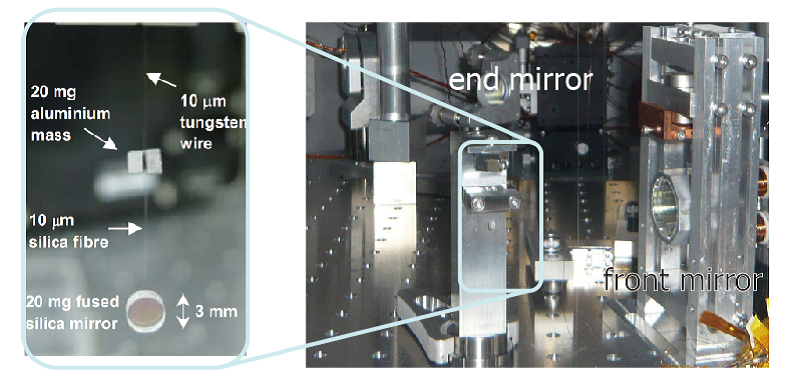 20 mg
aluminium
mass
10 μm
tungsten
wire
10 μm
silica fibre
20 mg fused
silica mirror
3 mm
end mirror
front mirror